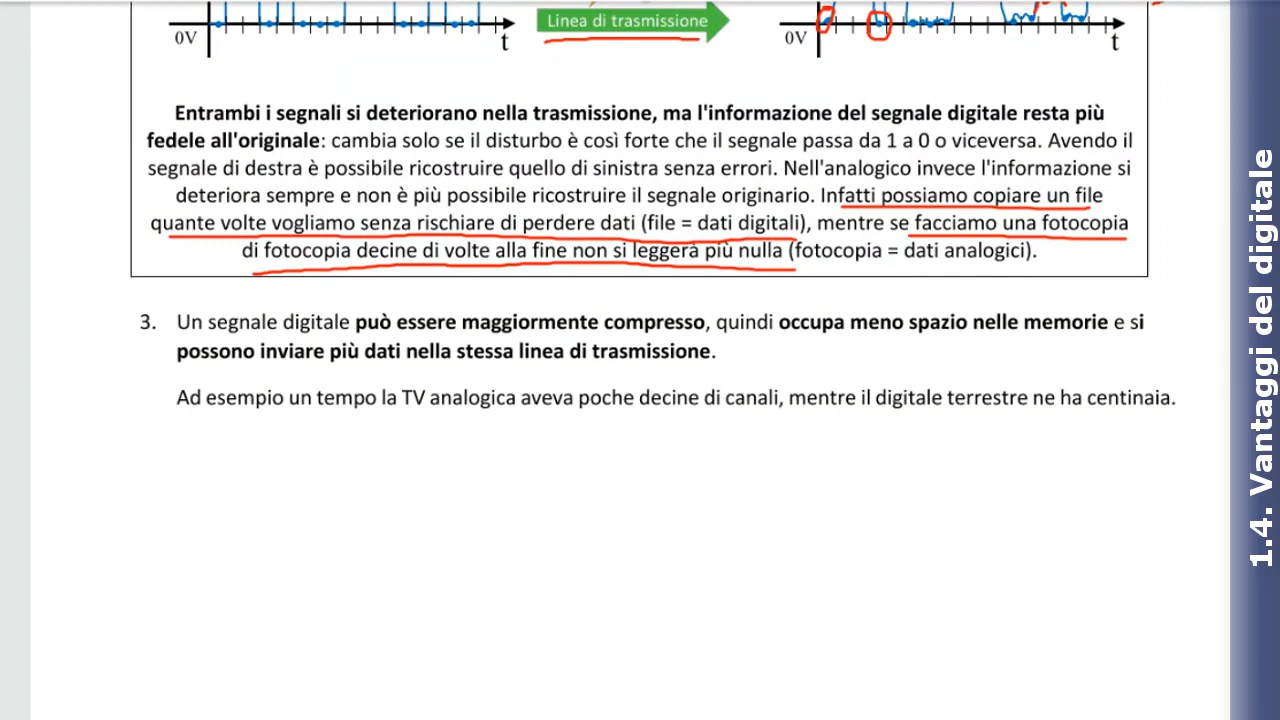 Linea di trasmissione
0V
t
0V
t
Entrambi i segnali si deteriorano nella trasmissione, ma l'informazione del segnale digitale resta più
fedele all'originale: cambia solo se il disturbo è così forte che il segnale passa da 1 a 0 o viceversa. Avendo il
segnale di destra è possibile ricostruire quello di sinistra senza errori. Nell'analogico invece l'informazione si
deteriora sempre e non è più possibile ricostruire il segnale originario. Infatti possiamo copiare un file
quante volte vogliamo senza rischiare di perdere dati (file = dati digitali), mentre se facciamo una fotocopia
di fotocopia decine di volte alla fine non si leggerà più nulla (fotocopia = dati analogici).
3. Un segnale digitale può essere maggiormente compresso, quindi occupa meno spazio nelle memorie e si
possono inviare più dati nella stessa linea di trasmissione.
Ad esempio un tempo la TV analogica aveva poche decine di canali, mentre il digitale terrestre ne ha centinaia.
1.4. Vantaggi del digitale